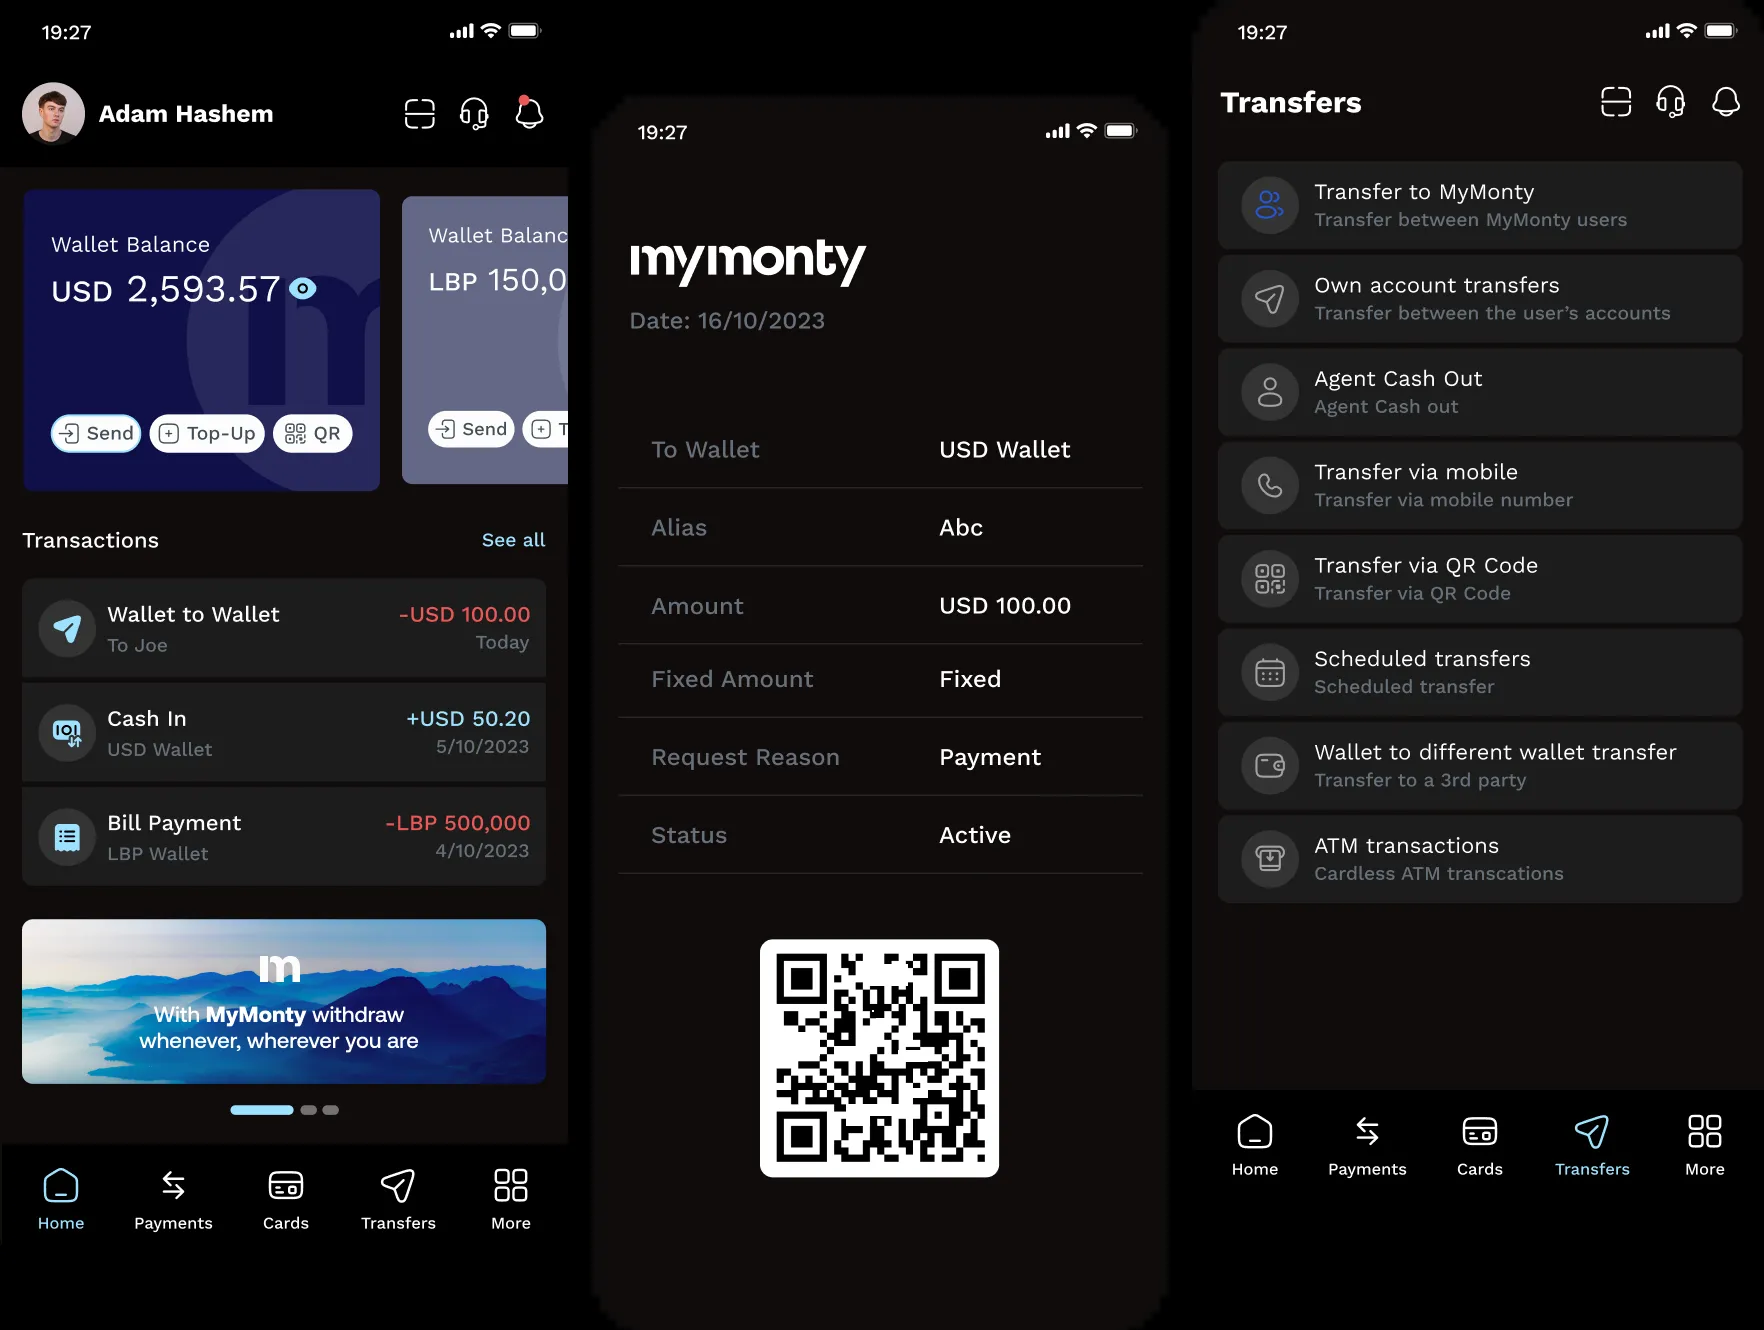 19:27
Adam Hashem
Wallet Balance
USD 2,593.57
Send
Top-Up
QR
Wallet Balanc
LBP 150,0
Send
T
Transactions
See all
Wallet to Wallet
-USD 100.00
To Joe
Today
Cash In
+USD 50.20
USD Wallet
5/10/2023
Bill Payment
-LBP 500,000
LBP Wallet
4/10/2023
m
With MyMonty withdraw
whenever, wherever you are
Home
Payments
Cards
Transfers
More
19:27
mymonty
Date: 16/10/2023
To Wallet
USD Wallet
Alias
Abc
Amount
USD 100.00
Fixed Amount
Fixed
Request Reason
Payment
Status
Active
19:27
Transfers
Transfer to MyMonty
Transfer between MyMonty users
Own account transfers
Transfer between the user's accounts
Agent Cash Out
Agent Cash out
Transfer via mobile
Transfer via mobile number
Transfer via QR Code
Transfer via QR Code
Scheduled transfers
Scheduled transfer
Wallet to different wallet transfer
Transfer to a 3rd party
ATM transactions
Cardless ATM transcations
Home
Payments
Cards
Transfers
More